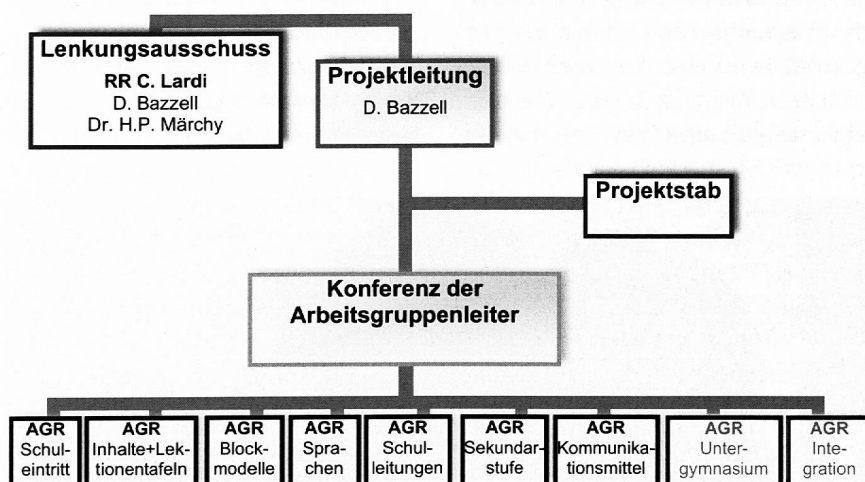 Lenkungsausschuss
RR C. Lardi
D. Bazzell
Dr. H.P. Märchy
Projektleitung
D. Bazzell
Projektstab
Konferenz der
Arbeitsgruppenleiter
AGR
Schul-
eintritt
AGR
Inhalte+Lek-
tionentafeln
AGR
Block-
modelle
AGR
Spra-
chen
AGR
Schul-
leitungen
AGR
Sekundar-
stufe
AGR
Kommunika-
tionsmittel
AGR
Unter-
gymnasium
AGR
Inte-
gration